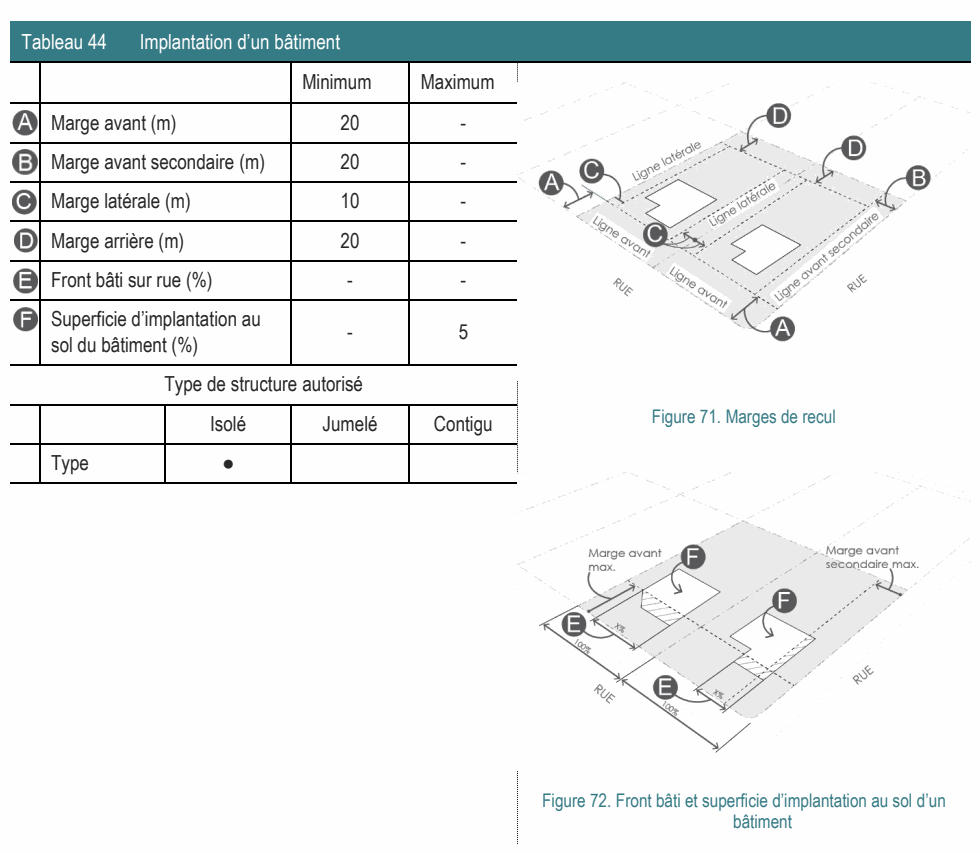 Tableau 44 Implantation d'un bâtiment
Minimum Maximum
A Marge avant (m) 20 -
B Marge avant secondaire (m) 20 -
C Marge latérale (m) 10 -
D Marge arrière (m) 20 -
E Front bâti sur rue (%) - -
F Superficie d'implantation au
sol du bâtiment (%) - 5
Type de structure autorisé
Isolé Jumelé Contigu
Type ●
D
D
Ligne latérale
C
A
B
Ligne latérale
Ligne avant
C
Ligne avant secondaire
Ligne avant
RUE
RUE
A
Figure 71. Marges de recul
Marge avant
max.
F
Marge avant
secondaire max.
F
E
X%
100%
E
X%
100%
RUE
RUE
Figure 72. Front bâti et superficie d'implantation au sol d'un
bâtiment